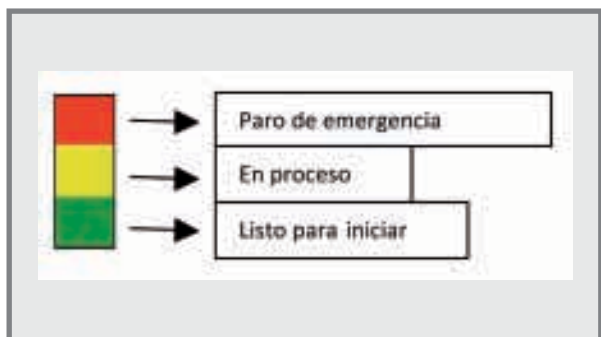 Paro de emergencia
En proceso
Listo para iniciar